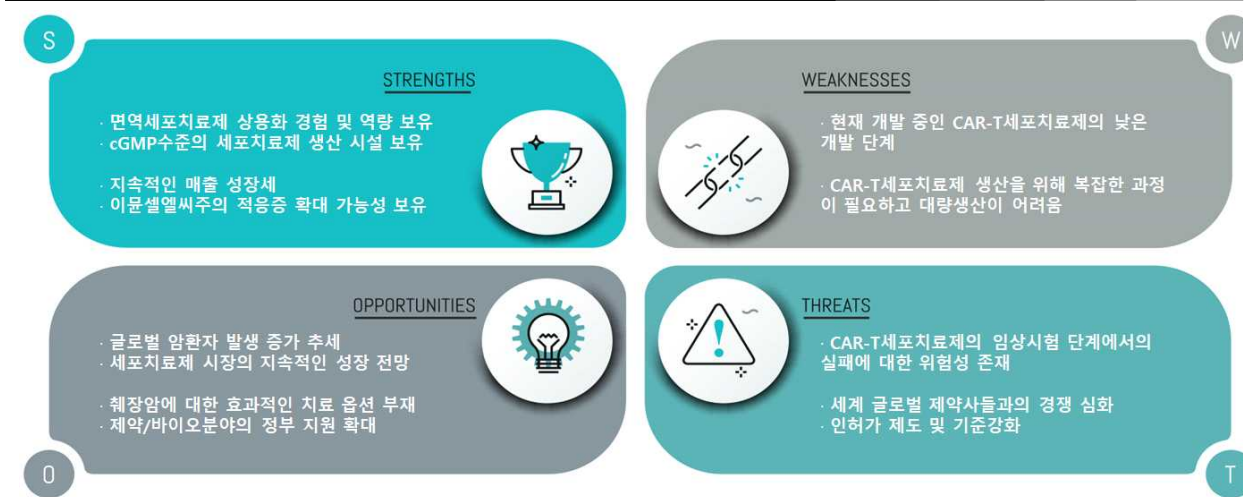 S
STRENGTHS
· 면역세포치료제 상용화 경험 및 역량 보유
· cGMP수준의 세포치료제 생산 시설 보유
· 지속적인 매출 성장세
· 이뮨셀엘씨주의 적응증 확대 가능성 보유
W
WEAKNESSES
· 현재 개발 중인 CAR-T세포치료제의 낮은
개발 단계
· CAR-T세포치료제 생산을 위해 복잡한 과정
이 필요하고 대량생산이 어려움
OPPORTUNITIES
· 글로벌 암환자 발생 증가 추세
· 세포치료제 시장의 지속적인 성장 전망
· 췌장암에 대한 효과적인 치료 옵션 부재
· 제약/바이오분야의 정부 지원 확대
O
THREATS
· CAR-T세포치료제의 임상시험 단계에서의
실패에 대한 위험성 존재
· 세계 글로벌 제약사들과의 경쟁 심화
· 인허가 제도 및 기준강화
T